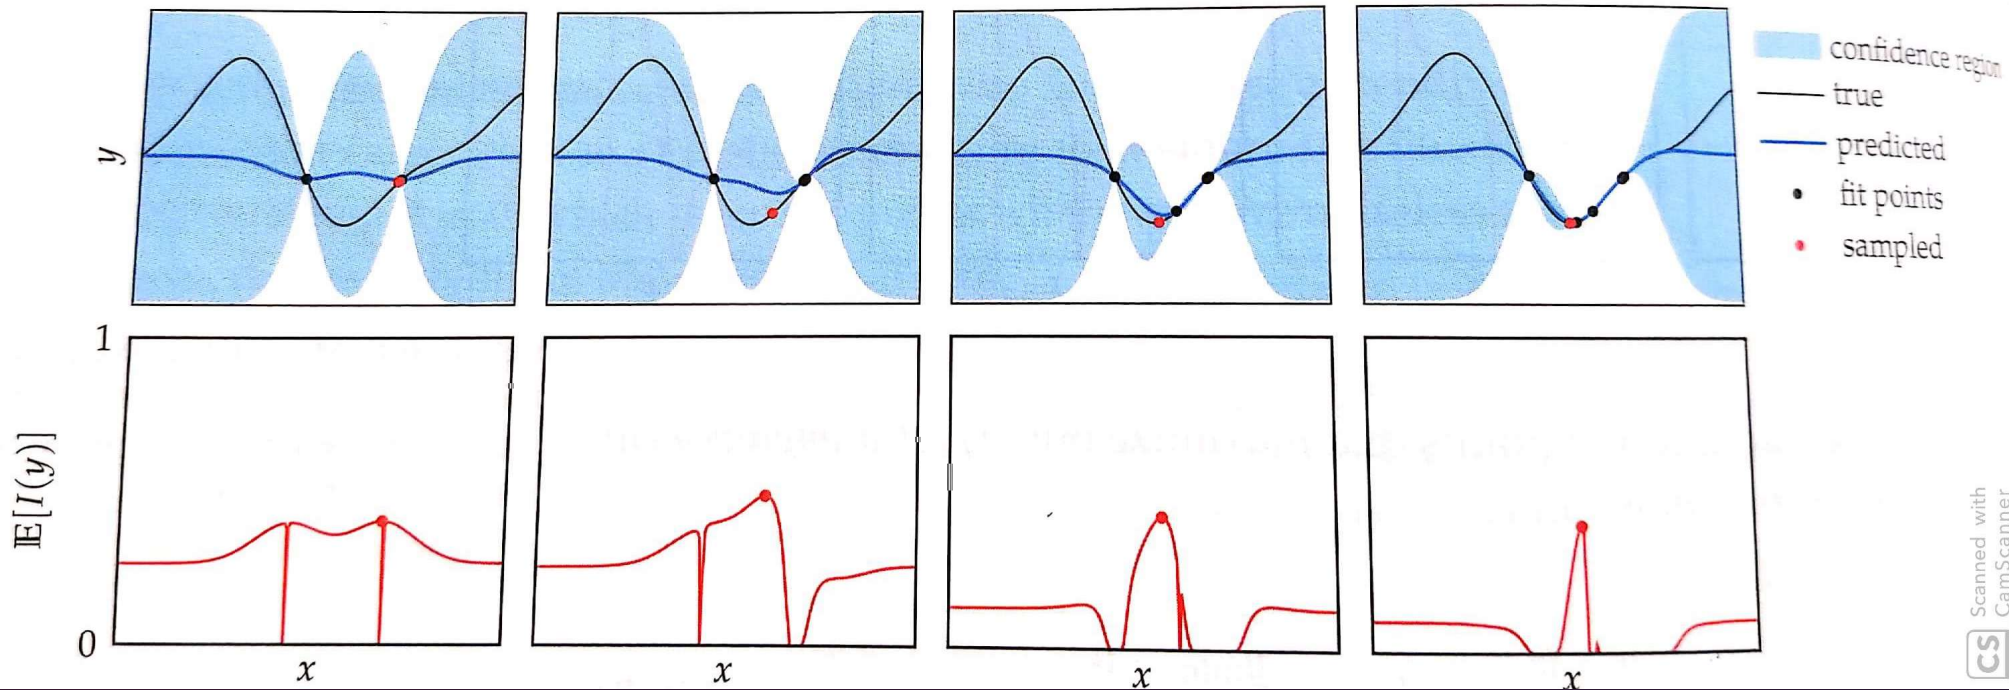 y
confidence region
true
predicted
fit points
sampled
1
0
𝔼[I(y)]
x
x
x
x
Scanned with
CamScanner
CS